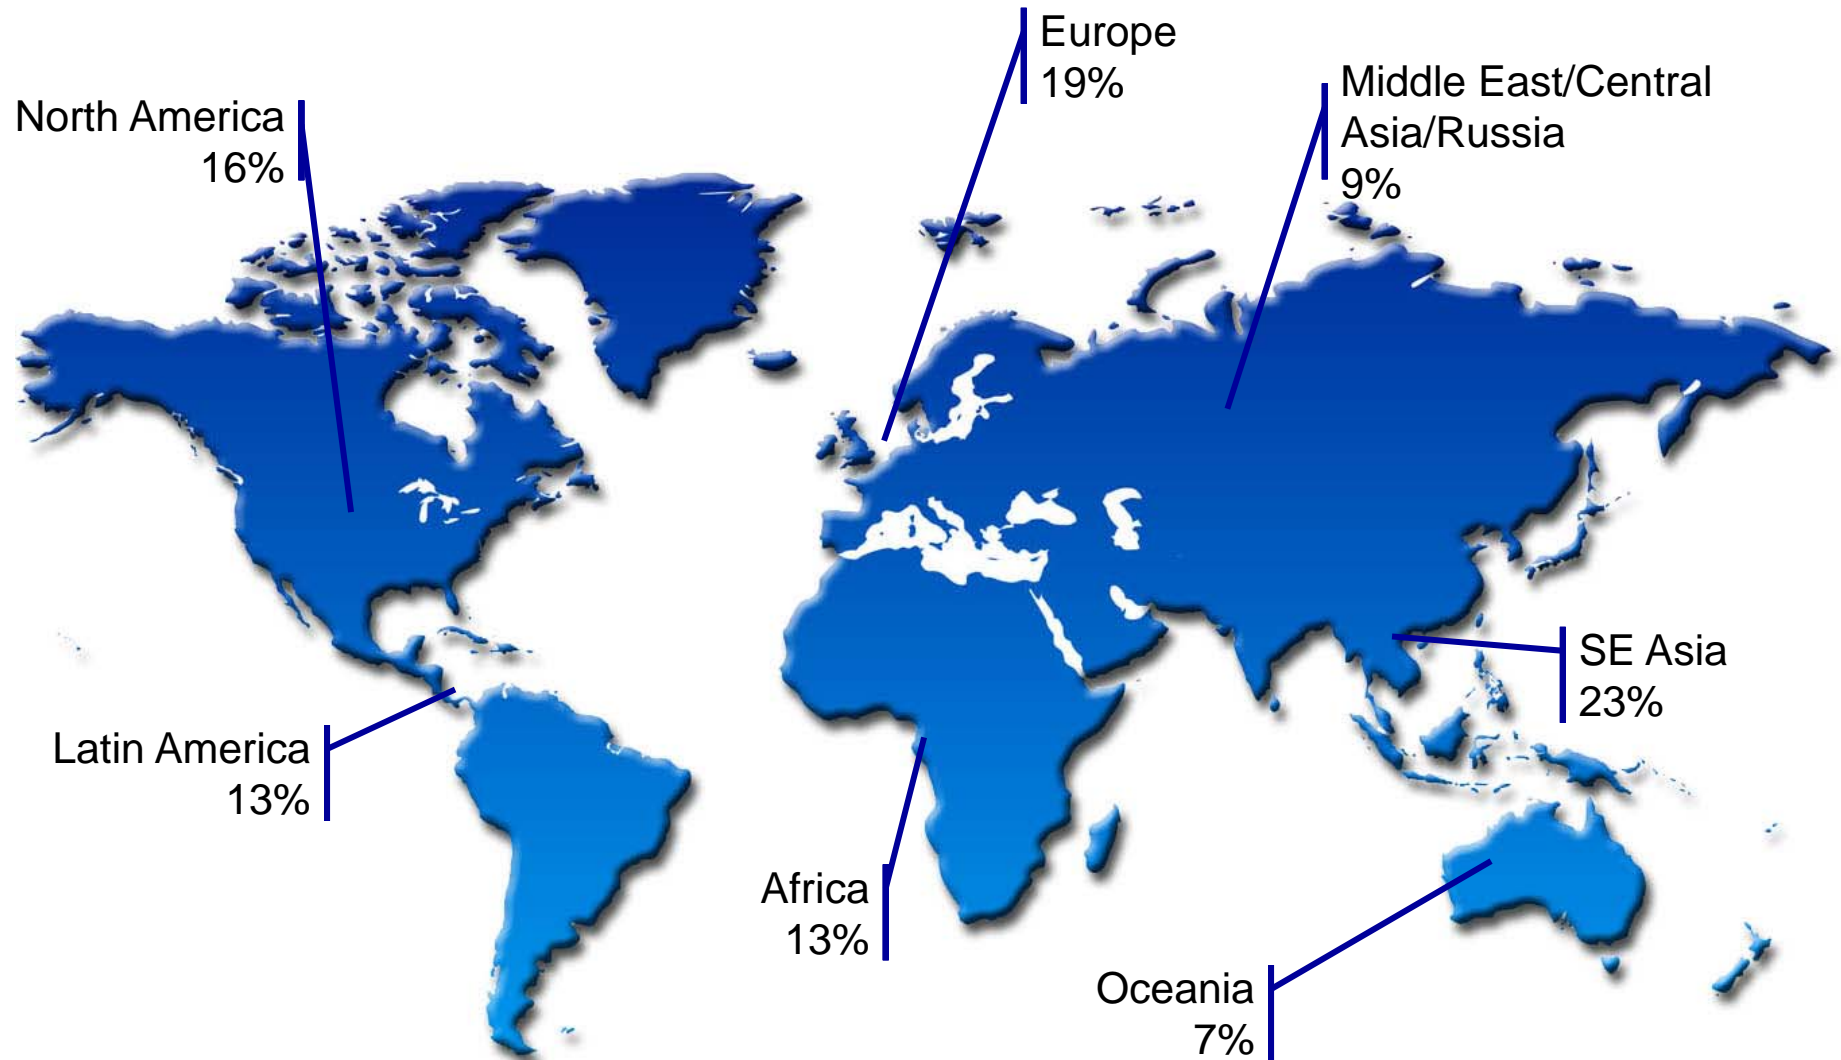 Europe
19%
Middle East/Central
Asia/Russia
9%
North America
16%
SE Asia
23%
Latin America
13%
Africa
13%
Oceania
7%